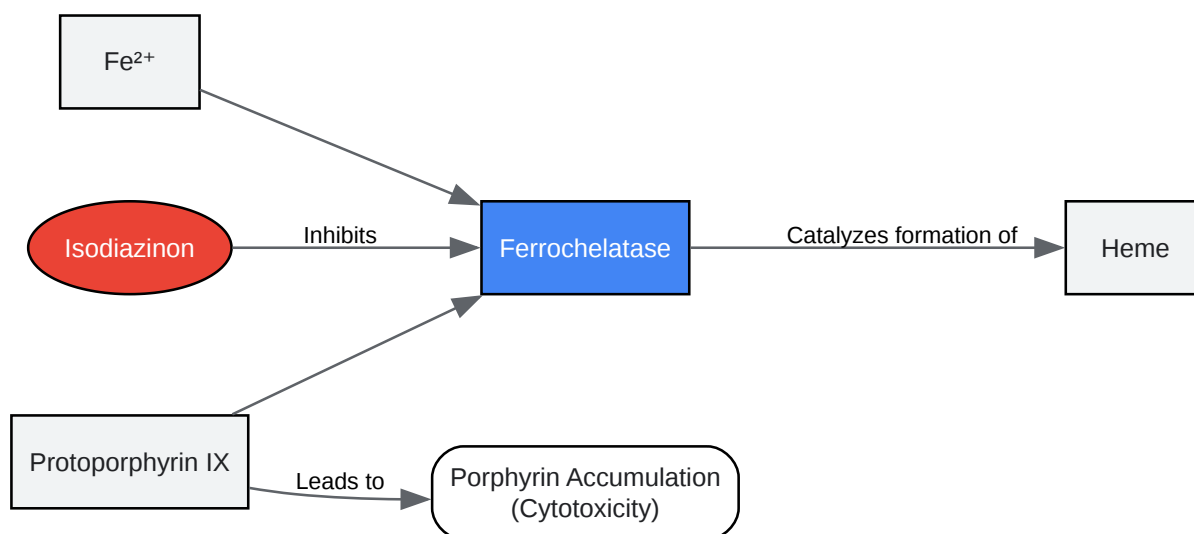 Fe²⁺
Isodiazinon
Inhibits
Ferrochelatase
Catalyzes formation of
Heme
Protoporphyrin IX
Leads to
Porphyrin Accumulation
(Cytotoxicity)